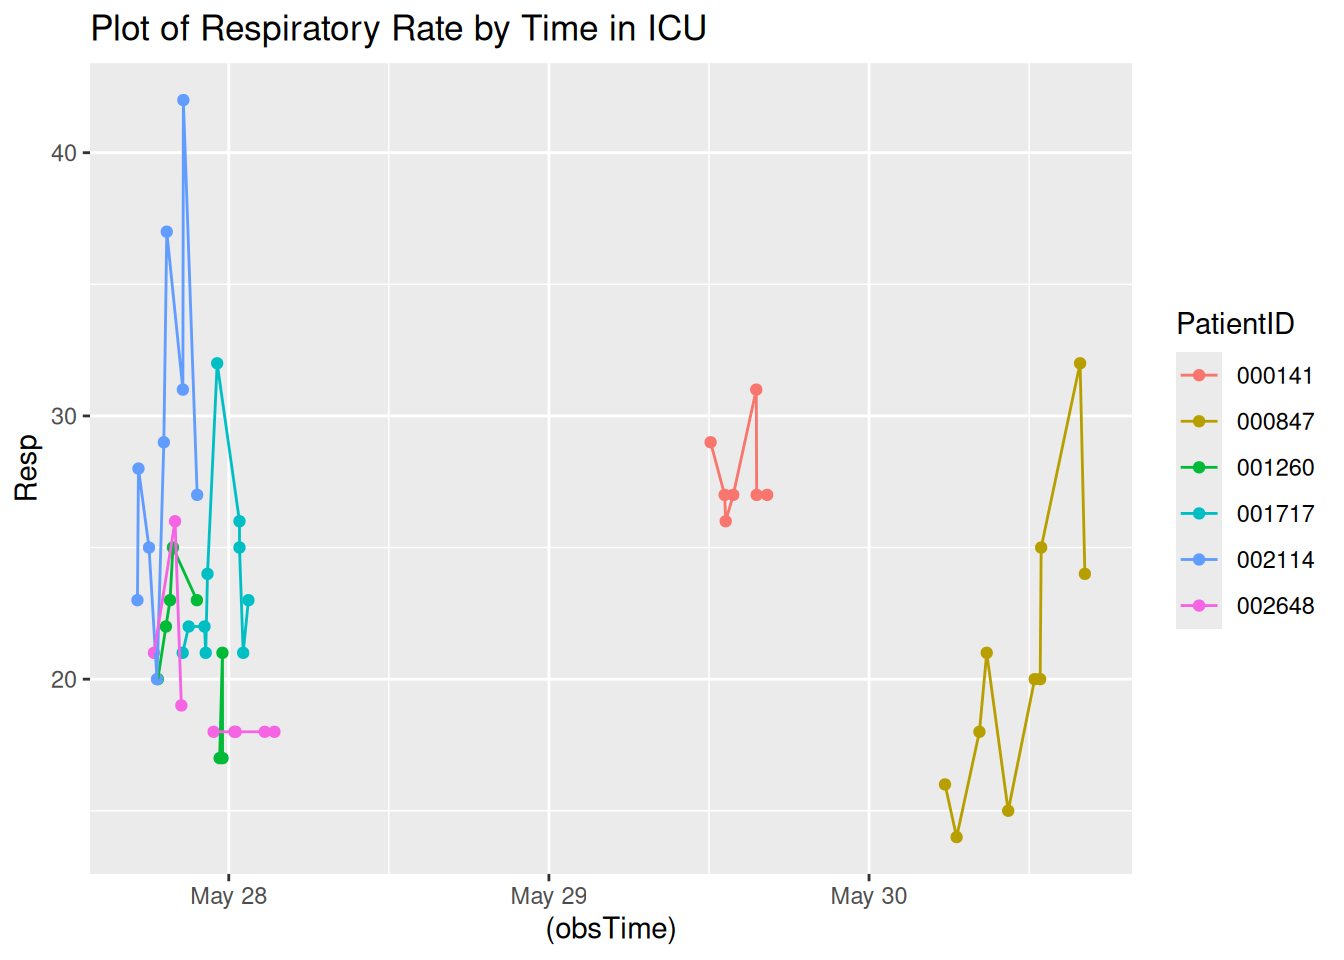 Plot of Respiratory Rate by Time in ICU
Resp
40
30
20
May 28
May 29
May 30
(obsTime)
PatientID
000141
000847
001260
001717
002114
002648